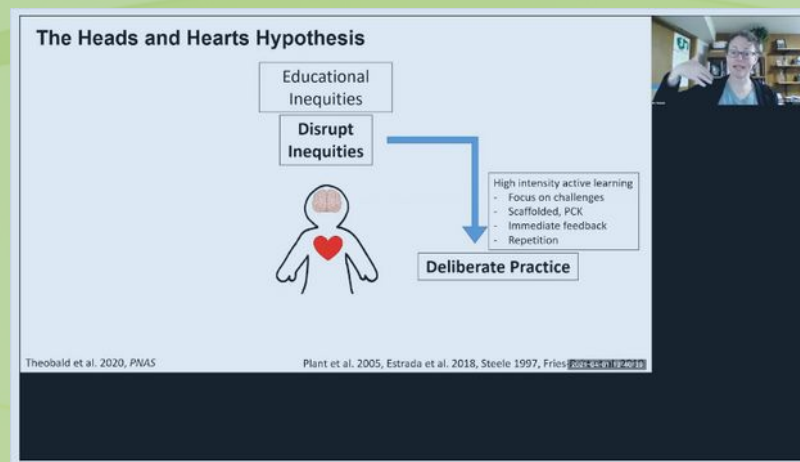 The Heads and Hearts Hypothesis
Educational
Inequities
Disrupt
Inequities
High intensity active learning
- Focus on challenges
- Scaffolded, PCK
- Immediate feedback
- Repetition
Deliberate Practice
Theobald et al. 2020, PNAS
Plant et al. 2005, Estrada et al. 2018, Steele 1997, Fries